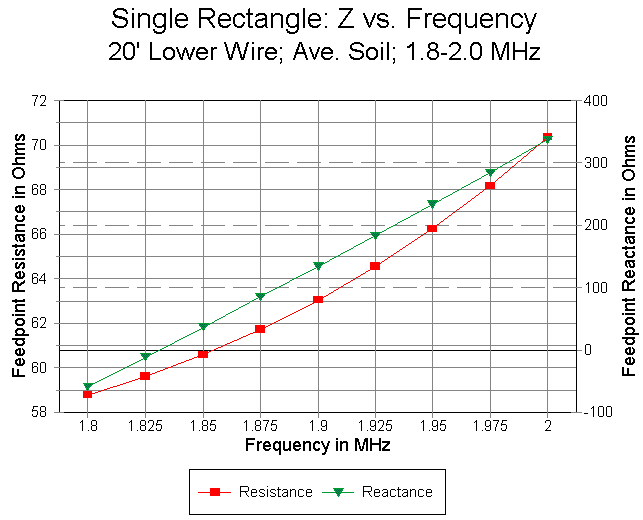 Single Rectangle: Z vs. Frequency
20' Lower Wire; Ave. Soil; 1.8-2.0 MHz
Feedpoint Resistance in Ohms
72
70
68
66
64
62
60
58
400
300
200
100
0
-100
Feedpoint Reactance in Ohms
1.8 1.825 1.85 1.875 1.9 1.925 1.95 1.975 2
Frequency in MHz
Resistance Reactance